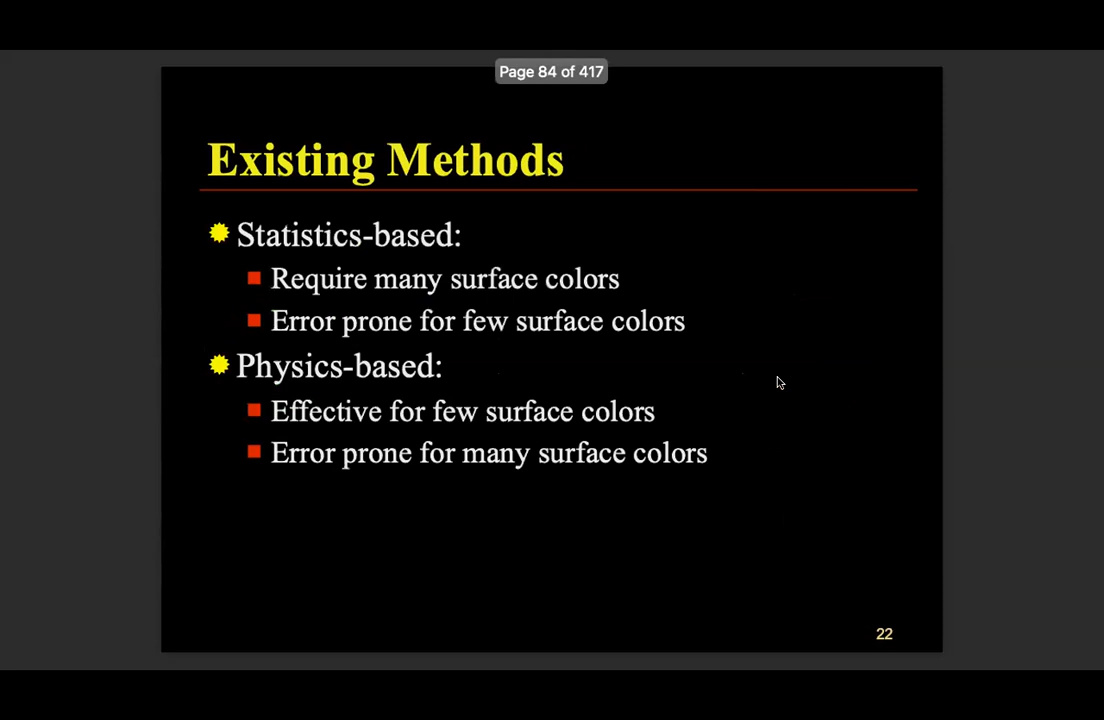 Page 84 of 417
Existing Methods
Statistics-based:
Require many surface colors
Error prone for few surface colors
Physics-based:
Effective for few surface colors
Error prone for many surface colors
22